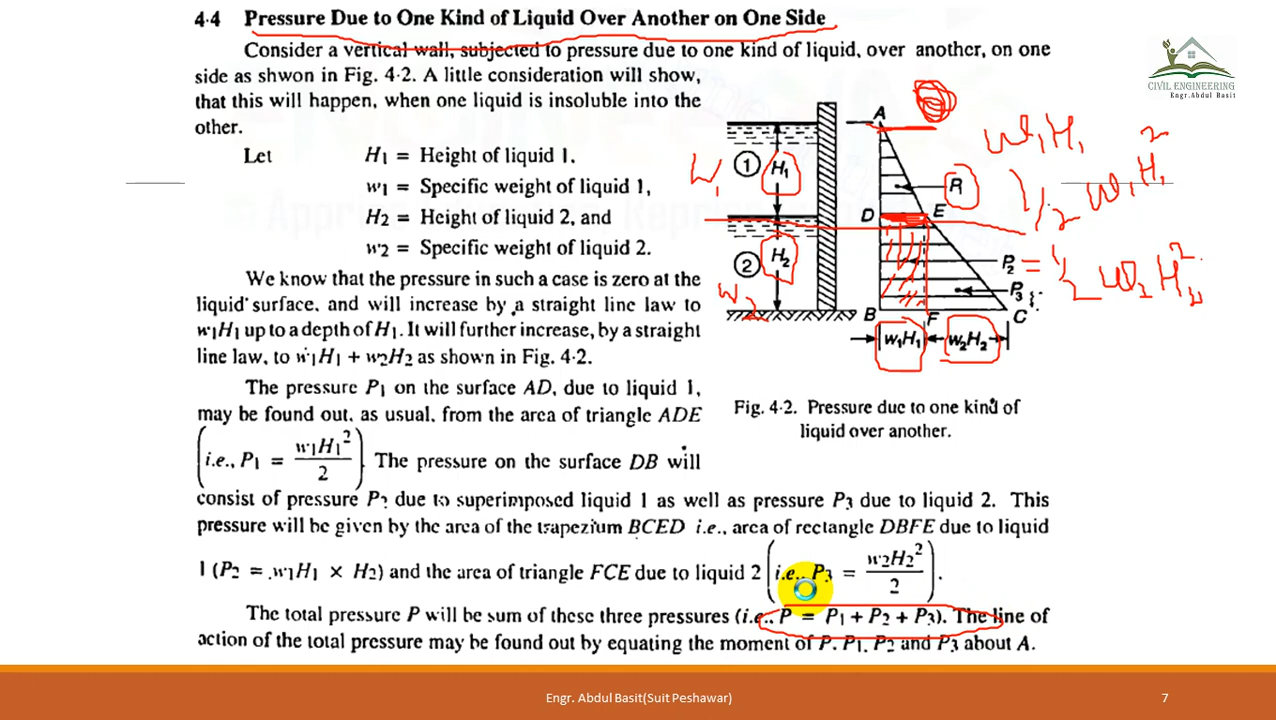 4·4 Pressure Due to One Kind of Liquid Over Another on One Side
Consider a vertical wall, subjected to pressure due to one kind of liquid, over another, on one
side as shwon in Fig. 4·2. A little consideration will show,
that this will happen, when one liquid is insoluble into the
other.
Let H1 = Height of liquid 1.
w1 = Specific weight of liquid 1,
H2 = Height of liquid 2, and
w2 = Specific weight of liquid 2.
We know that the pressure in such a case is zero at the
liquid surface, and will increase by a straight line law to
w1H1 up to a depth of H1. It will further increase, by a straight
line law, to w1H1 + w2H2 as shown in Fig. 4·2.
The pressure P1 on the surface AD, due to liquid 1,
may be found out, as usual, from the area of triangle ADE
(i.e., P1 = w1H1²/2) The pressure on the surface DB will
consist of pressure P2 due to superimposed liquid 1 as well as pressure P3 due to liquid 2. This
pressure will be given by the area of the trapezium BCED i.e., area of rectangle DBFE due to liquid
1 (P2 = w1H1 × H2) and the area of triangle FCE due to liquid 2 (i.e., P3 = w2H2²/2).
The total pressure P will be sum of these three pressures (i.e., P = P1 + P2 + P3). The line of
action of the total pressure may be found out by equating the moment of P, P1, P2 and P3 about A.
CIVIL ENGINEERING
Engr.Abdul Basit
A
1 H1
D E
2 H2
P2
P3
B F C
w1H1 w2H2
W1
W2
w1H1
1/2 w1H1²
= 1/2 w2H2²
Fig. 4·2. Pressure due to one kind of
liquid over another.
Engr. Abdul Basit(Suit Peshawar)
7